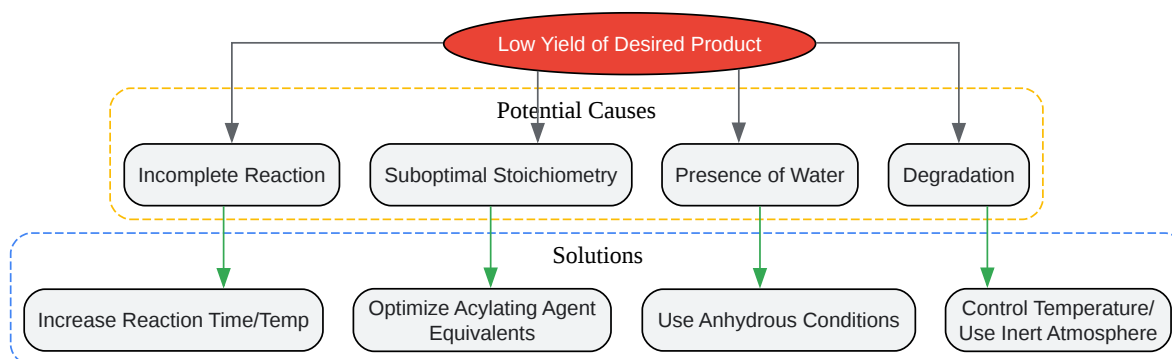 Low Yield of Desired Product
Potential Causes
Incomplete Reaction
Suboptimal Stoichiometry
Presence of Water
Degradation
Solutions
Increase Reaction Time/Temp
Optimize Acylating Agent
Equivalents
Use Anhydrous Conditions
Control Temperature/
Use Inert Atmosphere